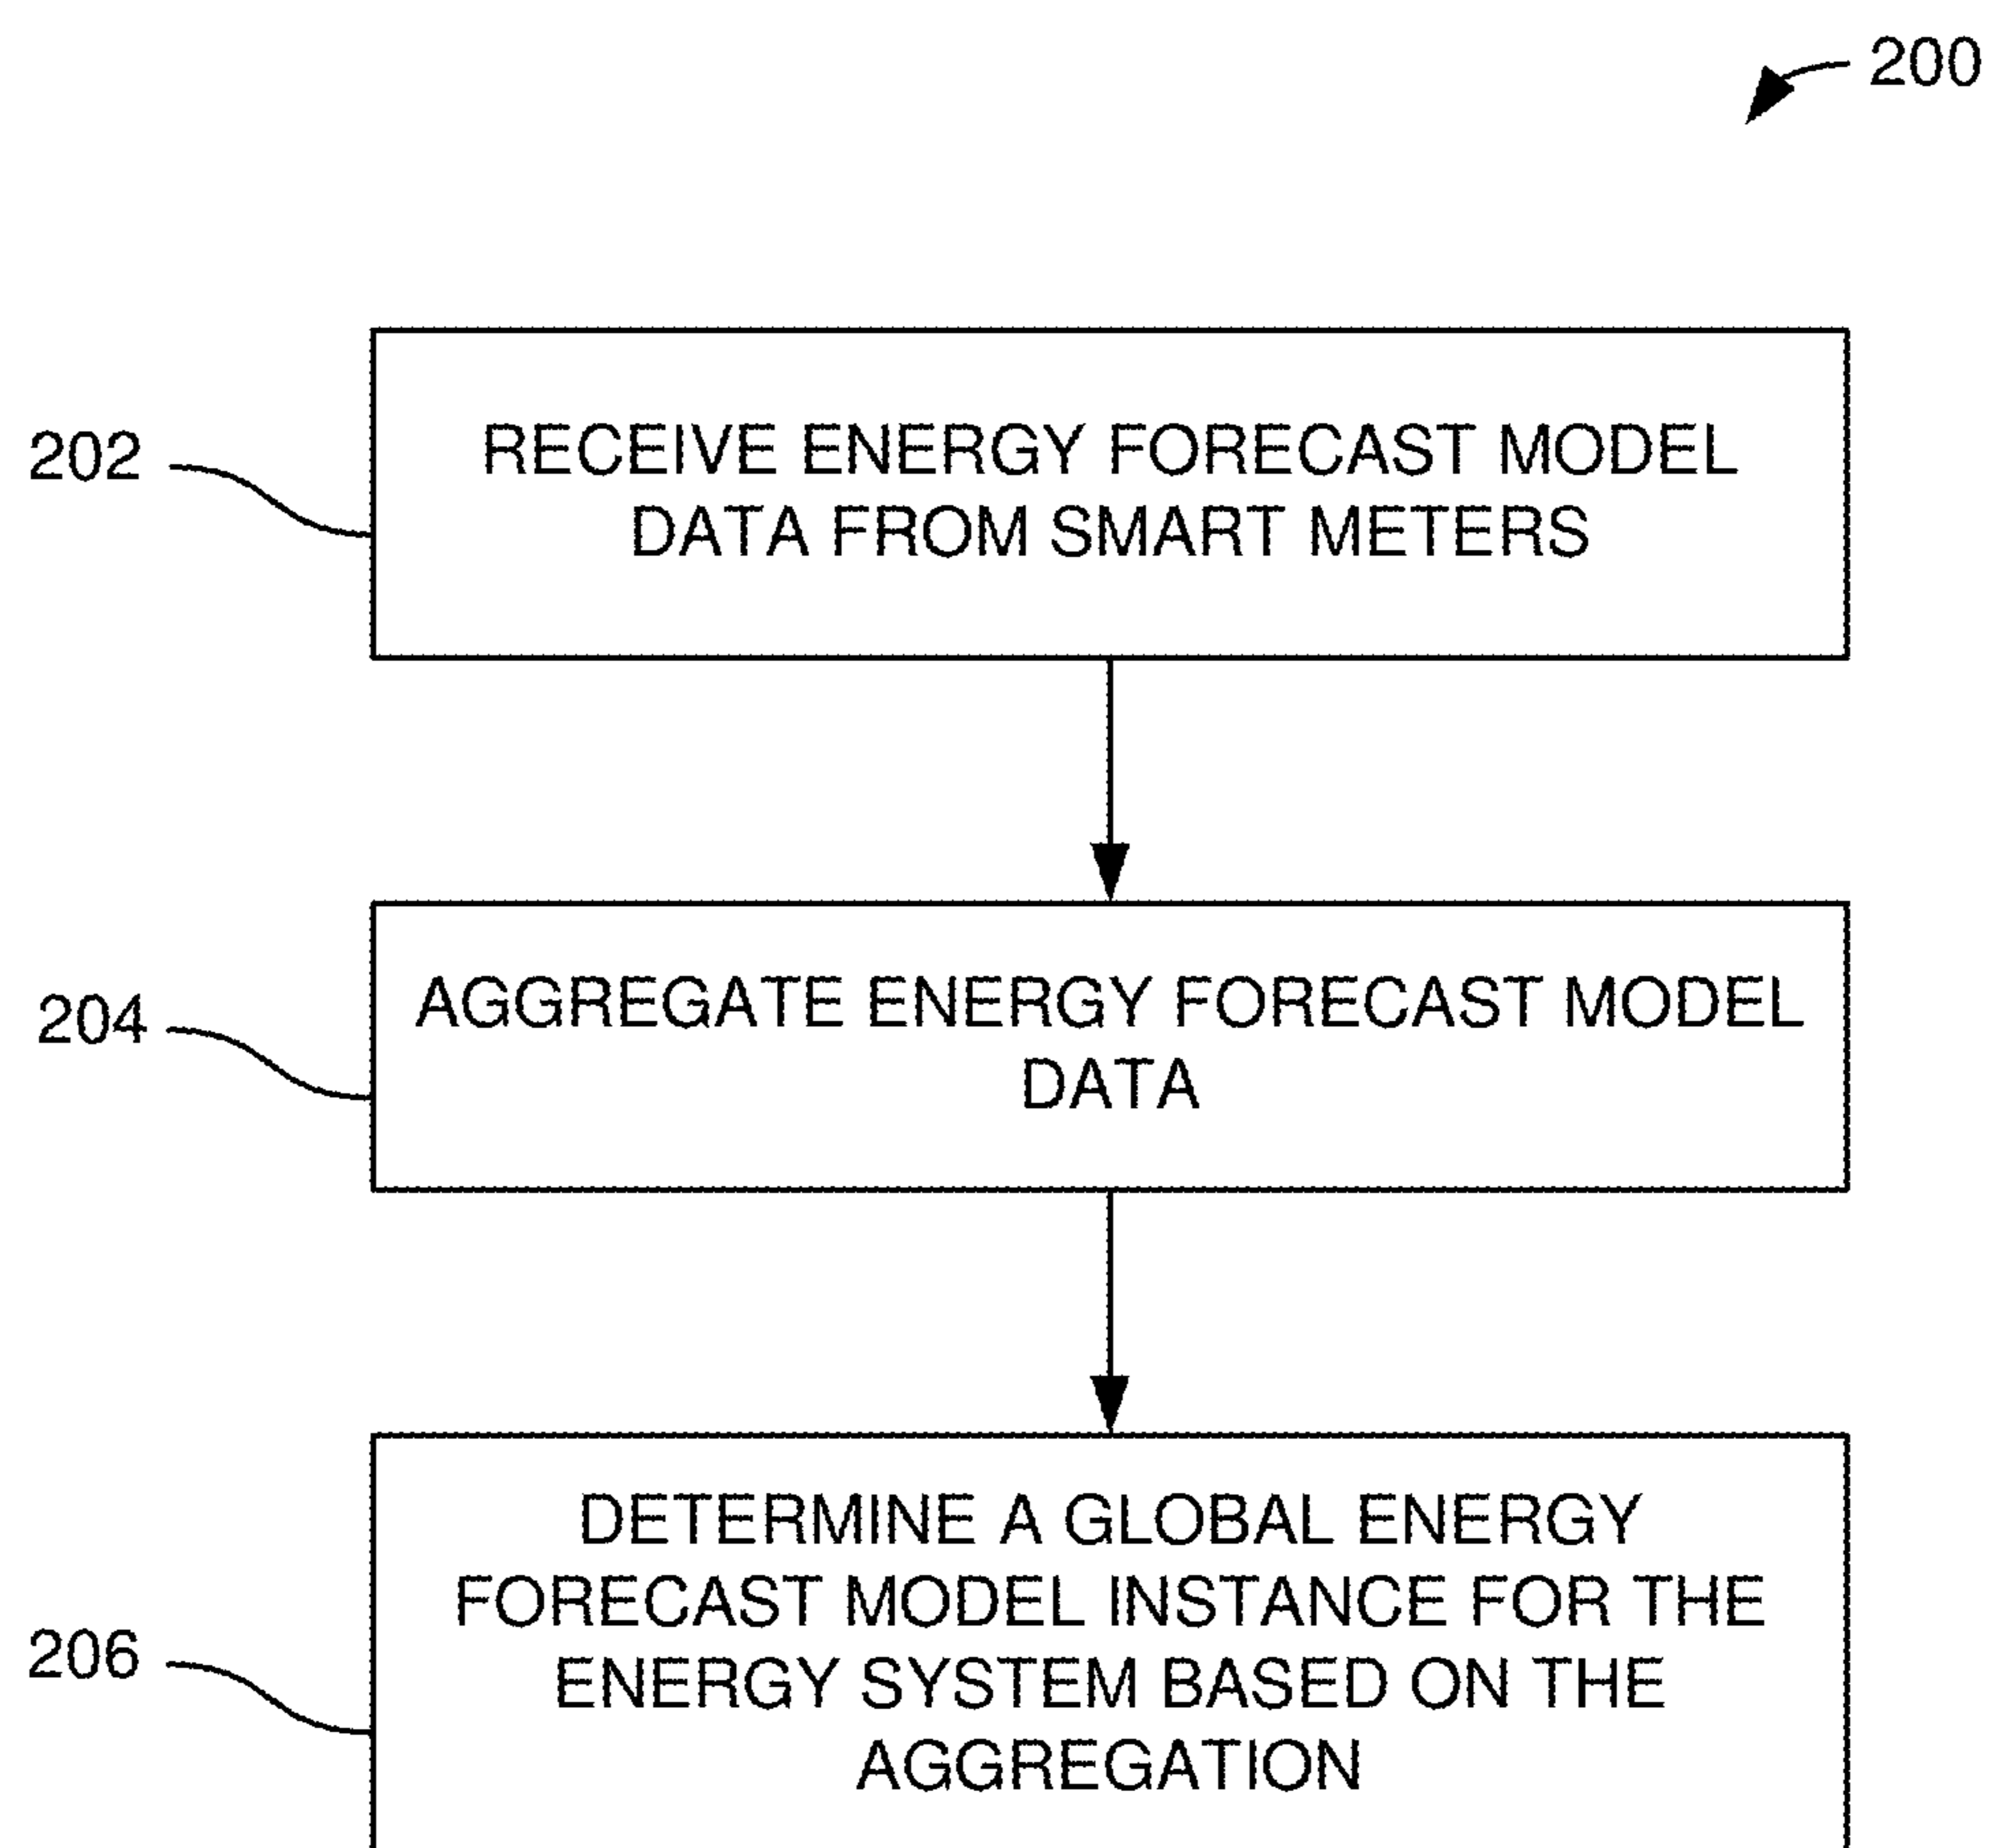 200
202
RECEIVE ENERGY FORECAST MODEL
DATA FROM SMART METERS
204
AGGREGATE ENERGY FORECAST MODEL
DATA
206
DETERMINE A GLOBAL ENERGY
FORECAST MODEL INSTANCE FOR THE
ENERGY SYSTEM BASED ON THE
AGGREGATION